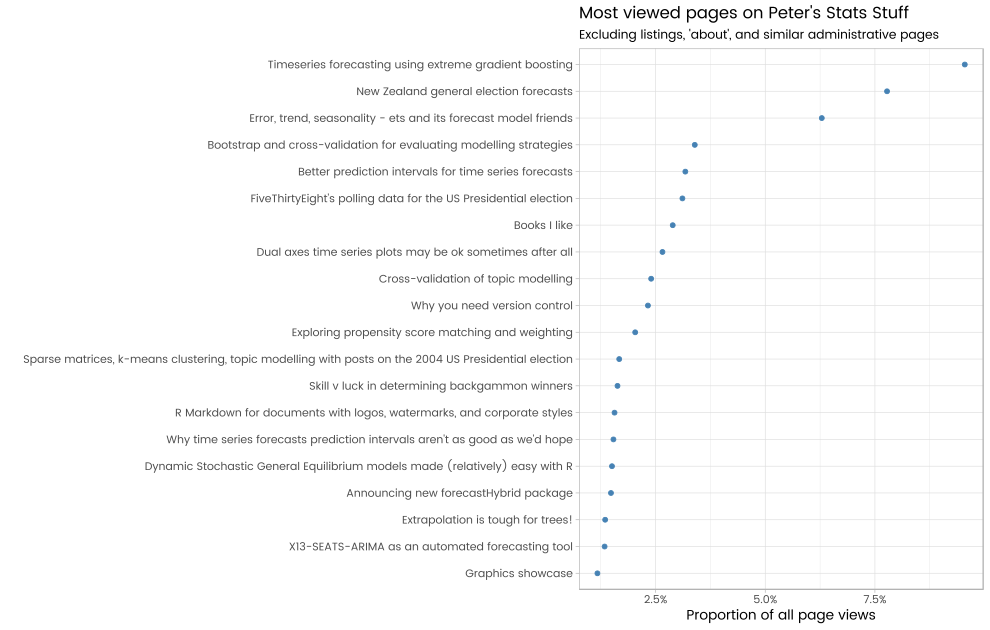 Most viewed pages on Peter's Stats Stuff
Excluding listings, 'about', and similar administrative pages
Timeseries forecasting using extreme gradient boosting
New Zealand general election forecasts
Error, trend, seasonality - ets and its forecast model friends
Bootstrap and cross-validation for evaluating modelling strategies
Better prediction intervals for time series forecasts
FiveThirtyEight's polling data for the US Presidential election
Books I like
Dual axes time series plots may be ok sometimes after all
Cross-validation of topic modelling
Why you need version control
Exploring propensity score matching and weighting
Sparse matrices, k-means clustering, topic modelling with posts on the 2004 US Presidential election
Skill v luck in determining backgammon winners
R Markdown for documents with logos, watermarks, and corporate styles
Why time series forecasts prediction intervals aren't as good as we'd hope
Dynamic Stochastic General Equilibrium models made (relatively) easy with R
Announcing new forecastHybrid package
Extrapolation is tough for trees!
X13-SEATS-ARIMA as an automated forecasting tool
Graphics showcase
2.5% 5.0% 7.5%
Proportion of all page views